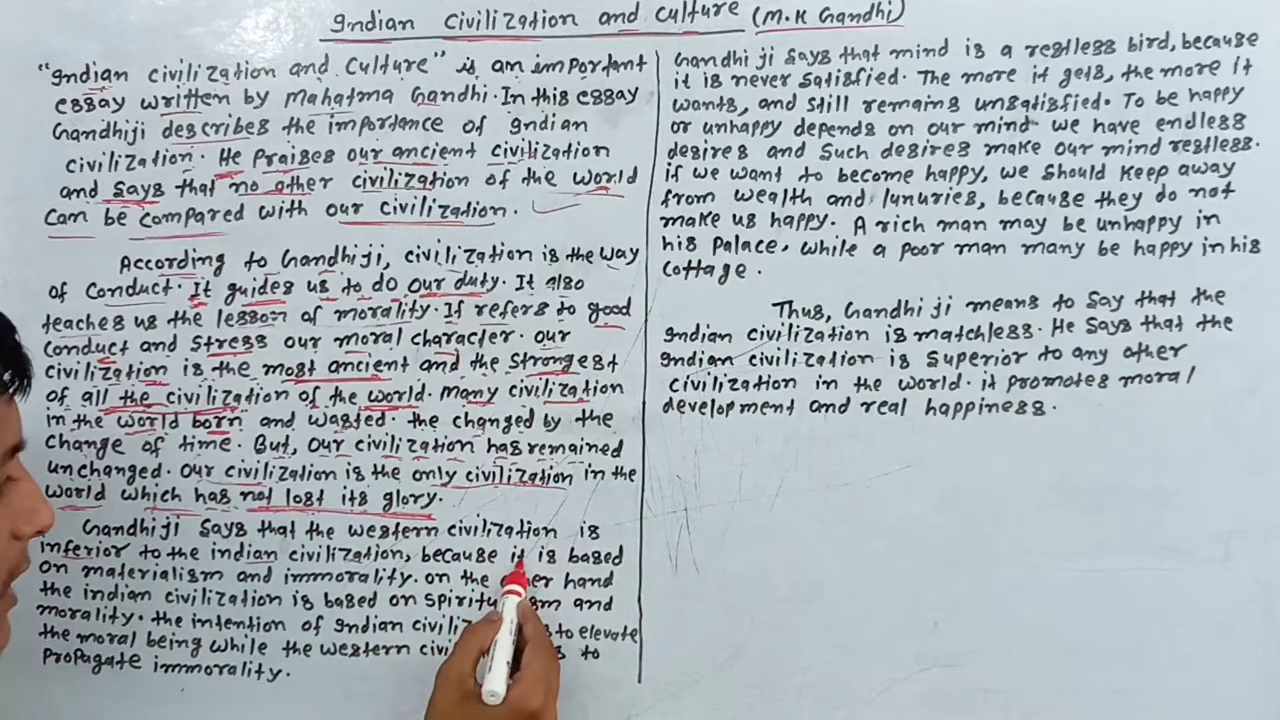 Indian Civilization and Culture (M.K Gandhi)
"Indian civilization and Culture" is an important
essay written by Mahatma Gandhi. In this essay
Gandhiji describes the importance of Indian
civilization. He Praises our ancient civilization
and says that no other civilization of the world
can be compared with our civilization.
According to Gandhiji, civilization is the way
of conduct. It guides us to do our duty. It also
teaches us the lesson of morality. It refers to good
conduct and stress our moral character. our
civilization is the most ancient and the strongest
of all the civilization of the world. Many civilization
in the world born and wasted. the changed by the
change of time. But, our civilization has remained
unchanged. our civilization is the only civilization in the
world which has not lost its glory.
Gandhiji says that the western civilization is
inferior to the indian civilization, because it is based
on materialism and immorality. on the other hand
the indian civilization is based on spirit and
morality. the intention of Indian to elevate
the moral being while the western to
propagate immorality.
Gandhi ji says that mind is a restless bird, because
it is never satisfied. The more it gets, the more it
wants, and still remains unsatisfied. To be happy
or unhappy depends on our mind we have endless
desires and such desires make our mind restless.
if we want to become happy, we should keep away
from wealth and lunuries, because they do not
make us happy. A rich man may be unhappy in
his palace, while a poor man many be happy in his
cottage.
Thus, Gandhi ji means to say that the
Indian civilization is matchless. He says that the
Indian civilization is superior to any other
civilization in the world. it promotes moral
development and real happiness.